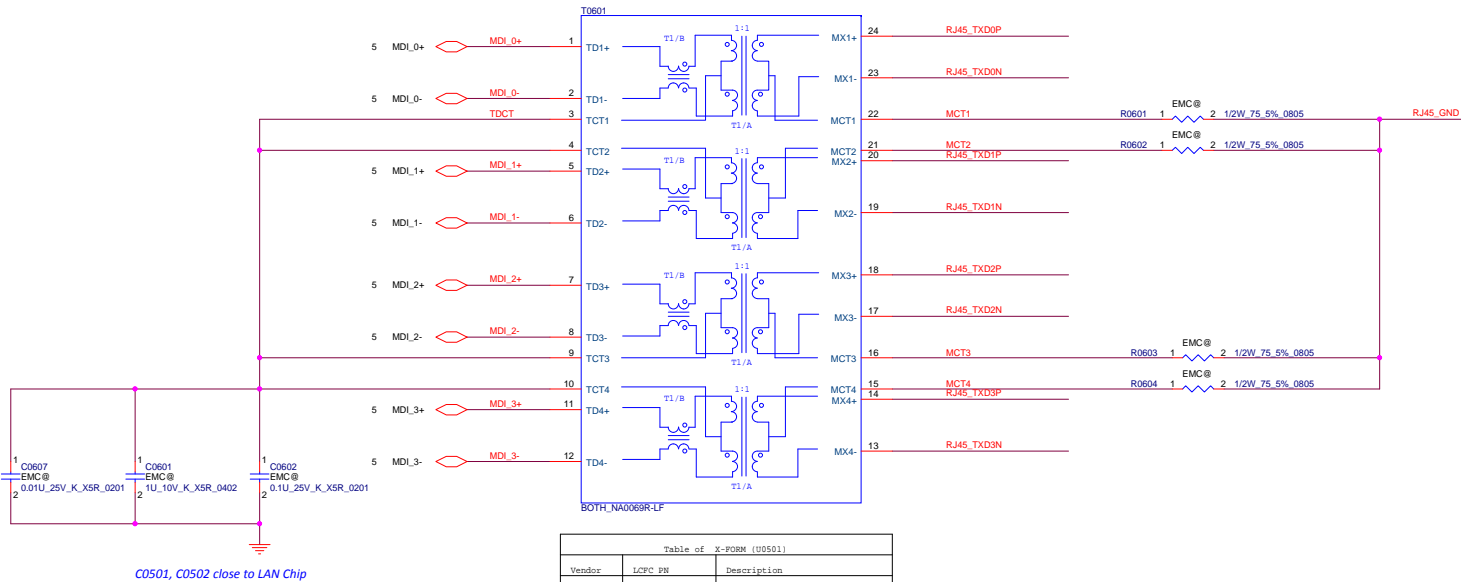 T0601
5 MDI_0+ MDI_0+ 1 TD1+ T1/B 1:1 MX1+ 24 RJ45_TXD0P
MX1- 23 RJ45_TXD0N
5 MDI_0- MDI_0- 2 TD1-
TDCT 3 TCT1 T1/A MCT1 22 MCT1 R0601 1 EMC@ 2 1/2W_75_5%_0805 RJ45_GND
4 TCT2 MCT2 21 MCT2 R0602 1 EMC@ 2 1/2W_75_5%_0805
5 MDI_1+ MDI_1+ 5 TD2+ T1/B 1:1 MX2+ 20 RJ45_TXD1P
5 MDI_1- MDI_1- 6 TD2- MX2- 19 RJ45_TXD1N
T1/A
5 MDI_2+ MDI_2+ 7 TD3+ T1/B 1:1 MX3+ 18 RJ45_TXD2P
MX3- 17 RJ45_TXD2N
5 MDI_2- MDI_2- 8 TD3-
9 TCT3 T1/A MCT3 16 MCT3 R0603 1 EMC@ 2 1/2W_75_5%_0805
10 TCT4 1:1 MCT4 15 MCT4 R0604 1 EMC@ 2 1/2W_75_5%_0805
5 MDI_3+ MDI_3+ 11 TD4+ T1/B MX4+ 14 RJ45_TXD3P
MX4- 13 RJ45_TXD3N
5 MDI_3- MDI_3- 12 TD4-
T1/A
BOTH_NA0069R-LF
1 C0607 EMC@ 0.01U_25V_K_X5R_0201 2
1 C0601 EMC@ 1U_10V_K_X5R_0402 2
1 C0602 EMC@ 0.1U_25V_K_X5R_0201 2
C0501, C0502 close to LAN Chip
Table of X-FORM (U0501)
Vendor LCFC PN Description